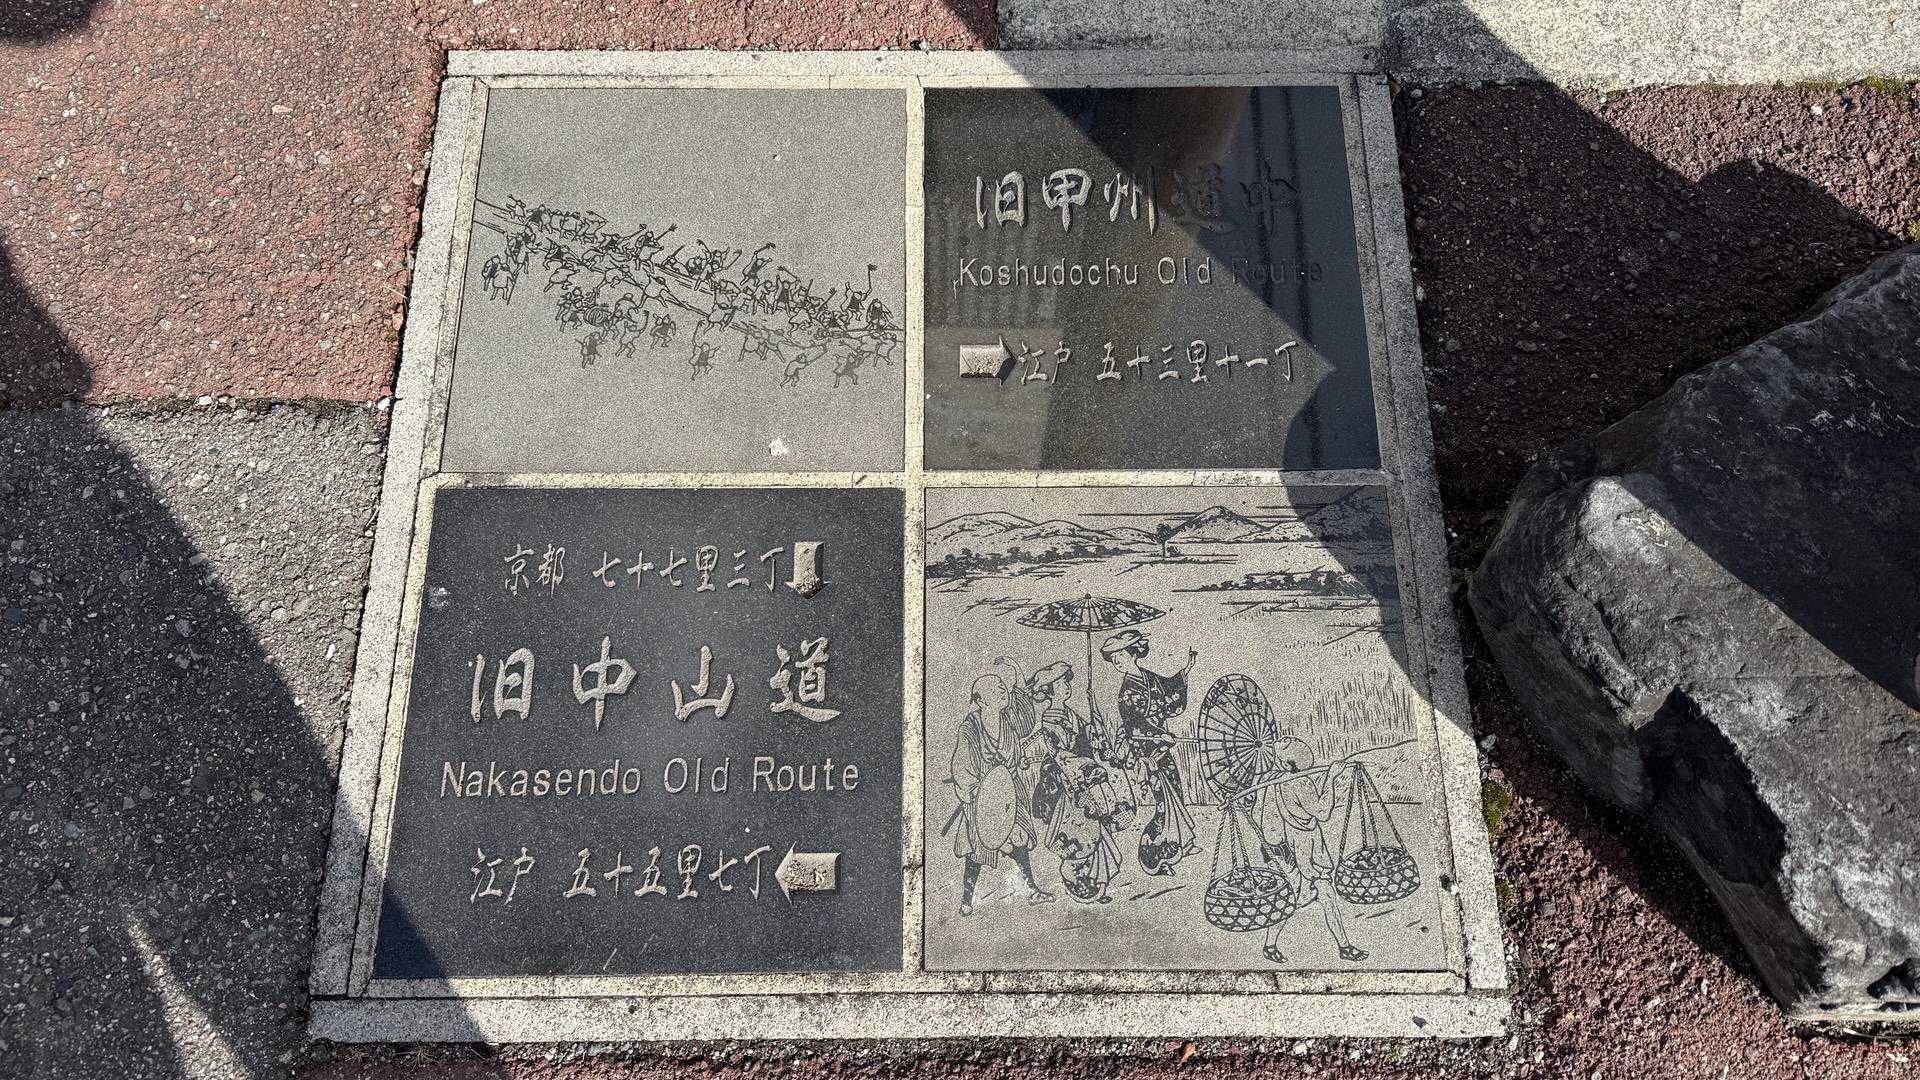 旧甲州道中
Koshudochu Old Route
江戸 五十三里十一丁
京都 七十七里三丁
旧中山道
Nakasendo Old Route
江戸 五十五里七丁